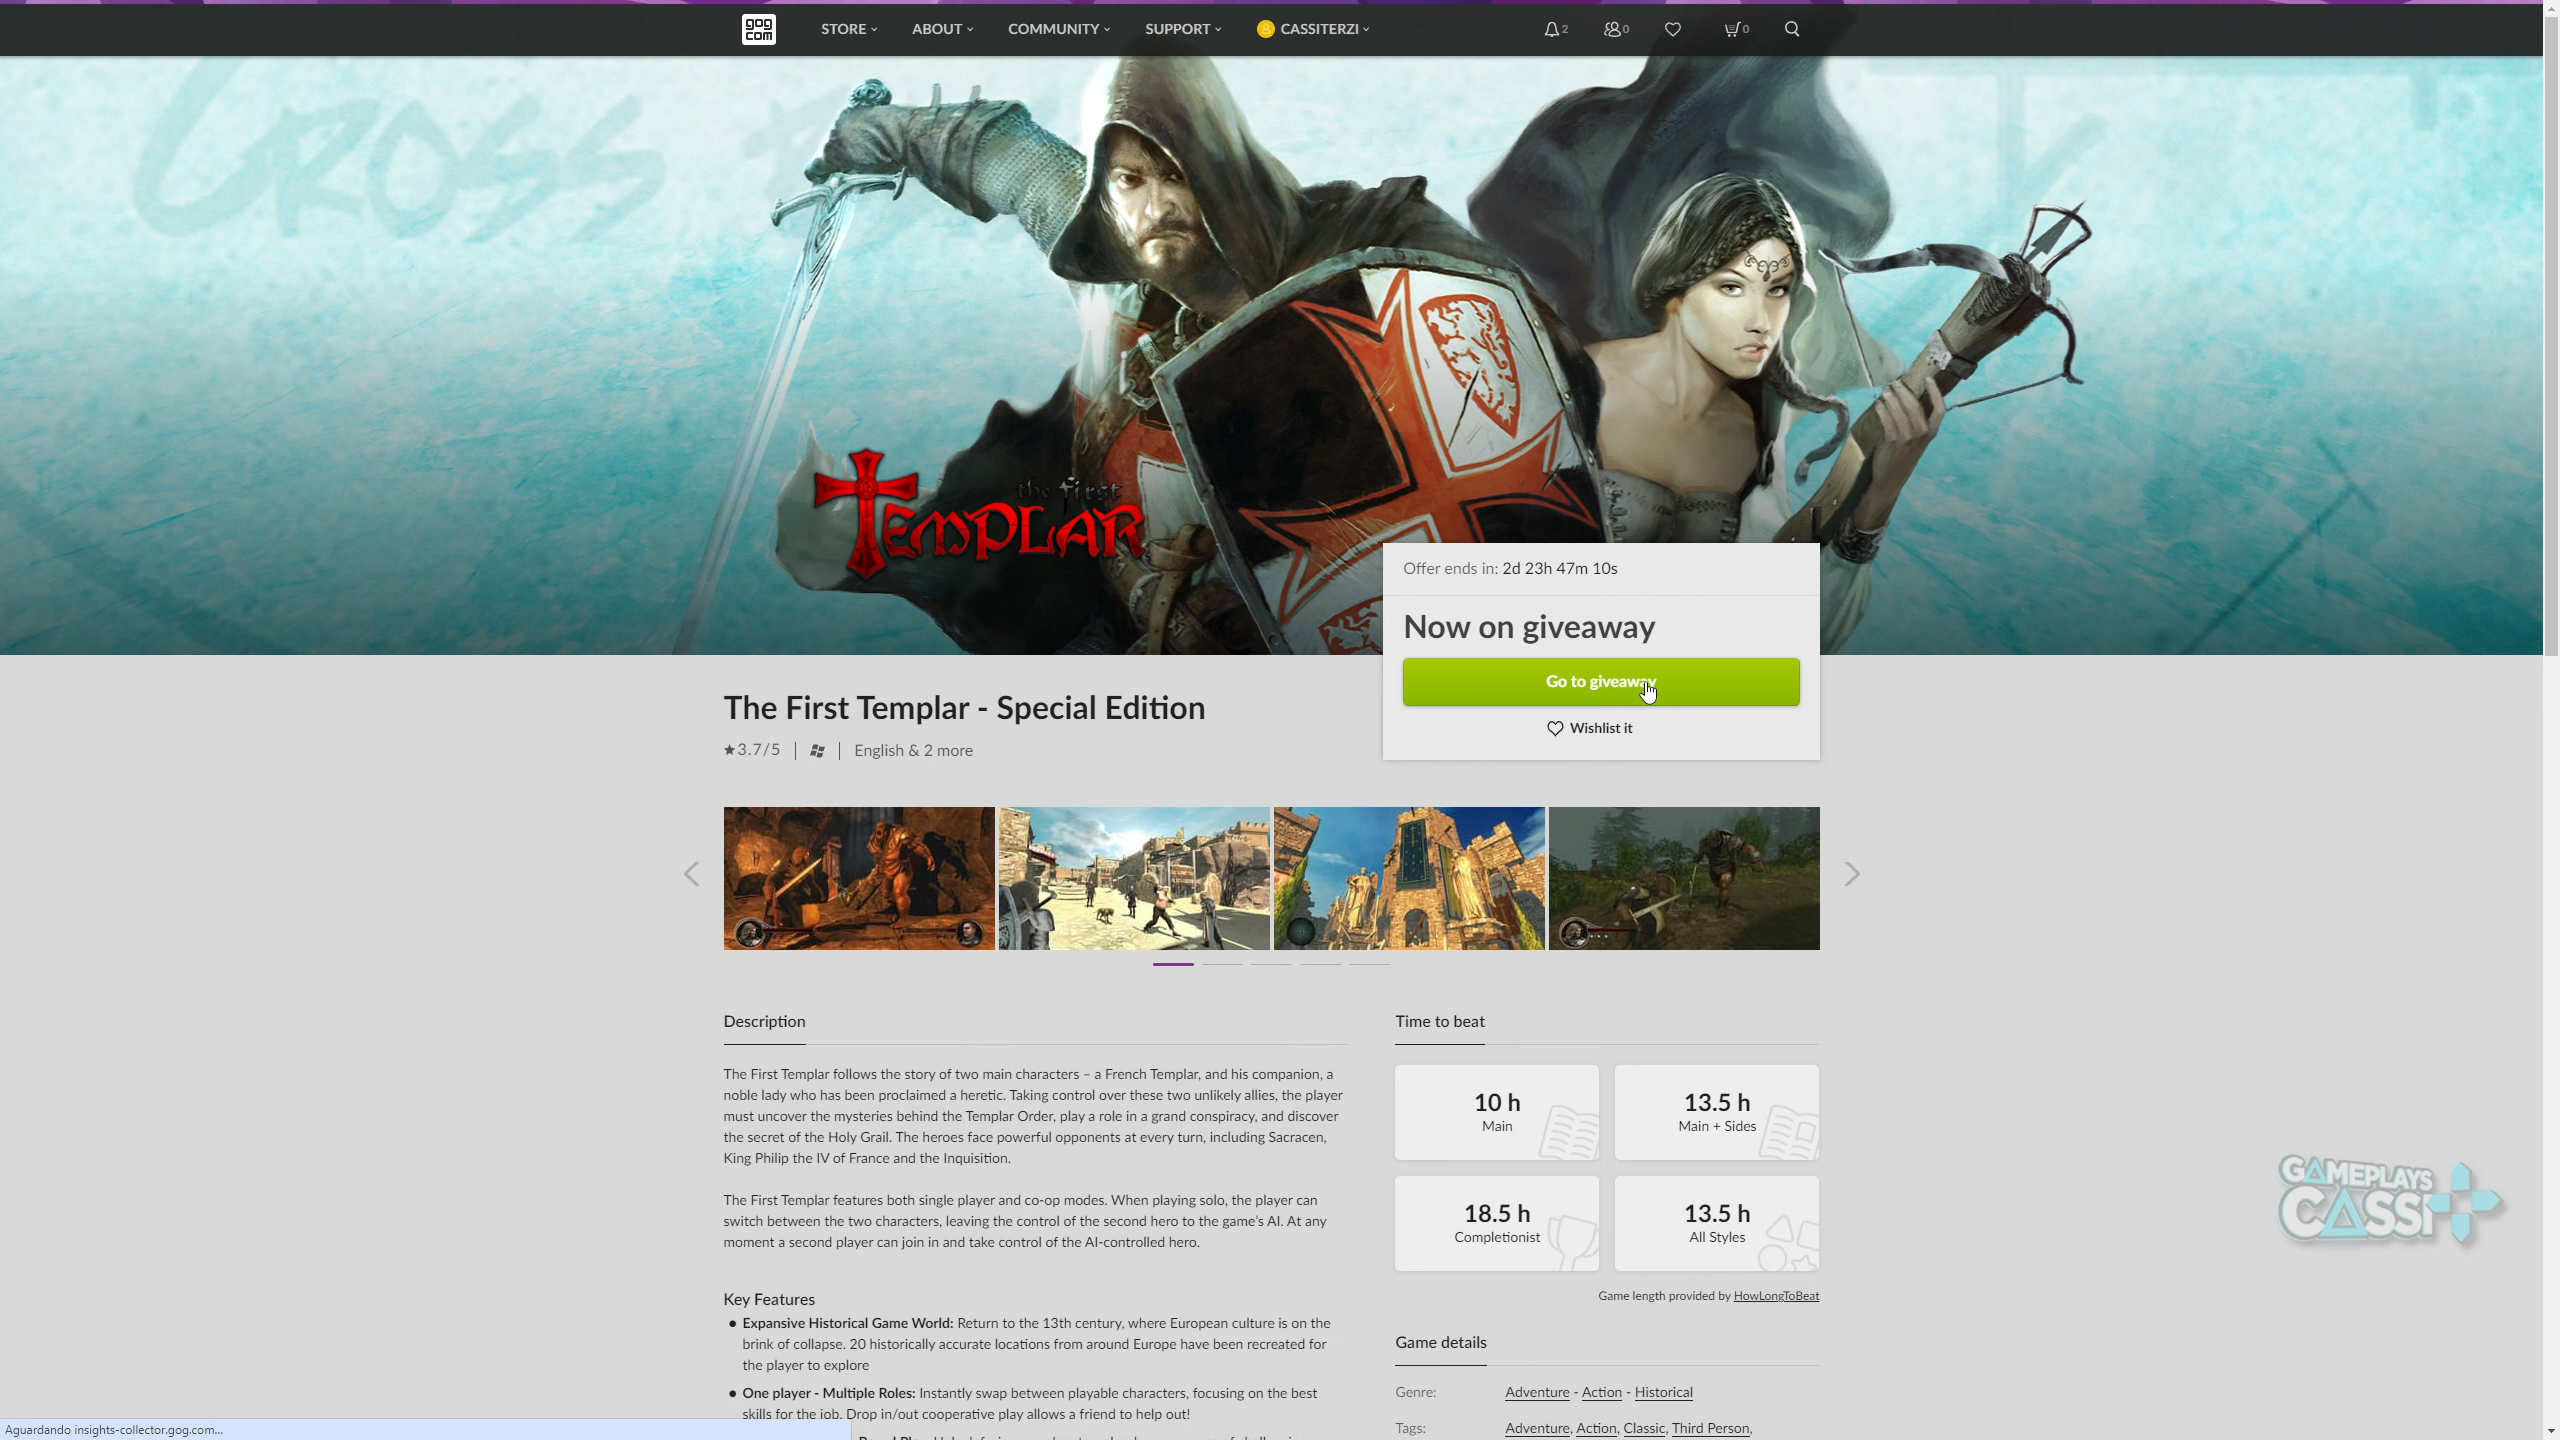 gog
com
STORE
ABOUT
COMMUNITY
SUPPORT
CASSITERZI
2
0
0
CROSS
the first
TEMPLAR
Offer ends in: 2d 23h 47m 10s
Now on giveaway
Go to giveaway
Wishlist it
The First Templar - Special Edition
3.7/5
English & 2 more
Description
The First Templar follows the story of two main characters – a French Templar, and his companion, a
noble lady who has been proclaimed a heretic. Taking control over these two unlikely allies, the player
must uncover the mysteries behind the Templar Order, play a role in a grand conspiracy, and discover
the secret of the Holy Grail. The heroes face powerful opponents at every turn, including Sacracen,
King Philip the IV of France and the Inquisition.
The First Templar features both single player and co-op modes. When playing solo, the player can
switch between the two characters, leaving the control of the second hero to the game's AI. At any
moment a second player can join in and take control of the AI-controlled hero.
Key Features
Expansive Historical Game World: Return to the 13th century, where European culture is on the
brink of collapse. 20 historically accurate locations from around Europe have been recreated for
the player to explore
One player - Multiple Roles: Instantly swap between playable characters, focusing on the best
skills for the job. Drop in/out cooperative play allows a friend to help out!
Time to beat
10 h
Main
13.5 h
Main + Sides
18.5 h
Completionist
13.5 h
All Styles
Game length provided by HowLongToBeat
Game details
Genre: Adventure - Action - Historical
Tags: Adventure, Action, Classic, Third Person,
GAMEPLAYS
CASSI
Aguardando insights-collector.gog.com...